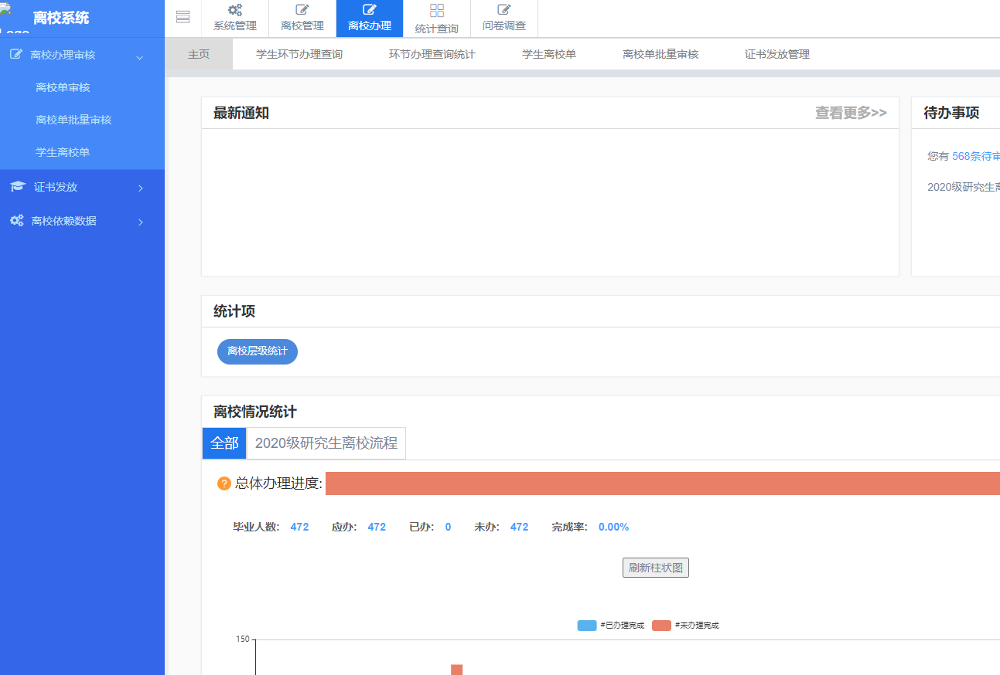 离校系统
系统管理
离校管理
离校办理
统计查询
问卷调查
离校办理审核
离校单审核
离校单批量审核
学生离校单
证书发放
离校依赖数据
主页
学生环节办理查询
环节办理查询统计
学生离校单
离校单批量审核
证书发放管理
最新通知
查看更多>>
待办事项
您有 568条待审
2020级研究生离
统计项
离校层级统计
离校情况统计
全部
2020级研究生离校流程
? 总体办理进度:
毕业人数: 472 应办: 472 已办: 0 未办: 472 完成率: 0.00%
刷新柱状图
#已办理完成 #未办理完成
150